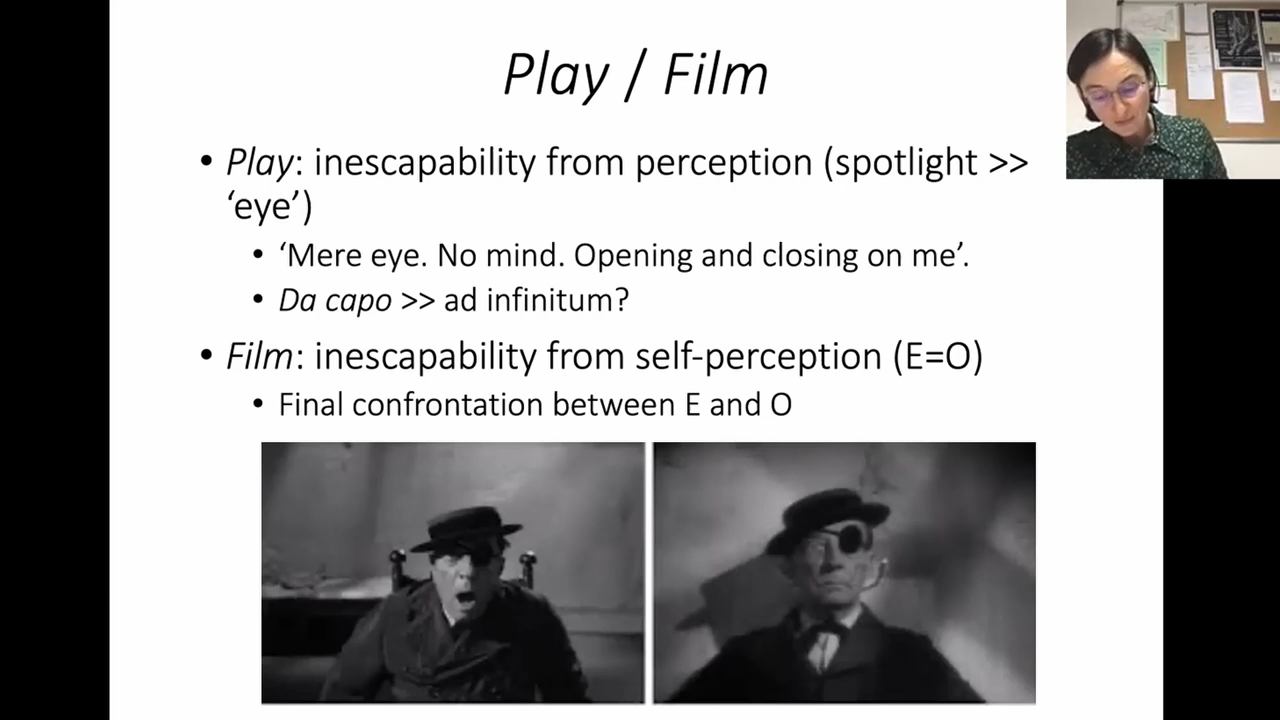 Play / Film
• Play: inescapability from perception (spotlight >>
‘eye’)
• ‘Mere eye. No mind. Opening and closing on me’.
• Da capo >> ad infinitum?
• Film: inescapability from self-perception (E=O)
• Final confrontation between E and O